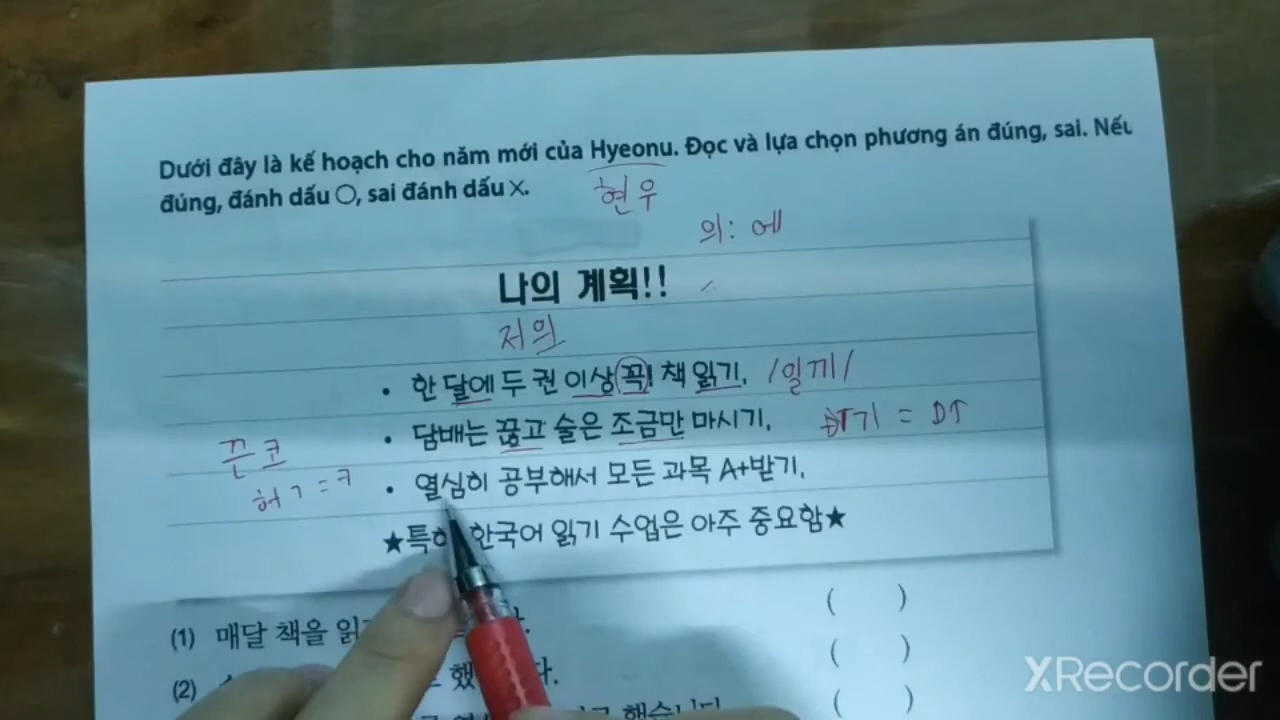 Dưới đây là kế hoạch cho năm mới của Hyeonu. Đọc và lựa chọn phương án đúng, sai. Nếu
đúng, đánh dấu ○, sai đánh dấu ×.
현우
의: 에
나의 계획!!
저의
• 한 달에 두 권 이상 꼭! 책 읽기. /일끼/
• 담배는 끊고 술은 조금만 마시기.
끈코
• 열심히 공부해서 모든 과목 A+받기.
★특히 한국어 읽기 수업은 아주 중요함★
(1) 매달 책을 ( )
(2) ( )
했습니다 ( )
XRecorder